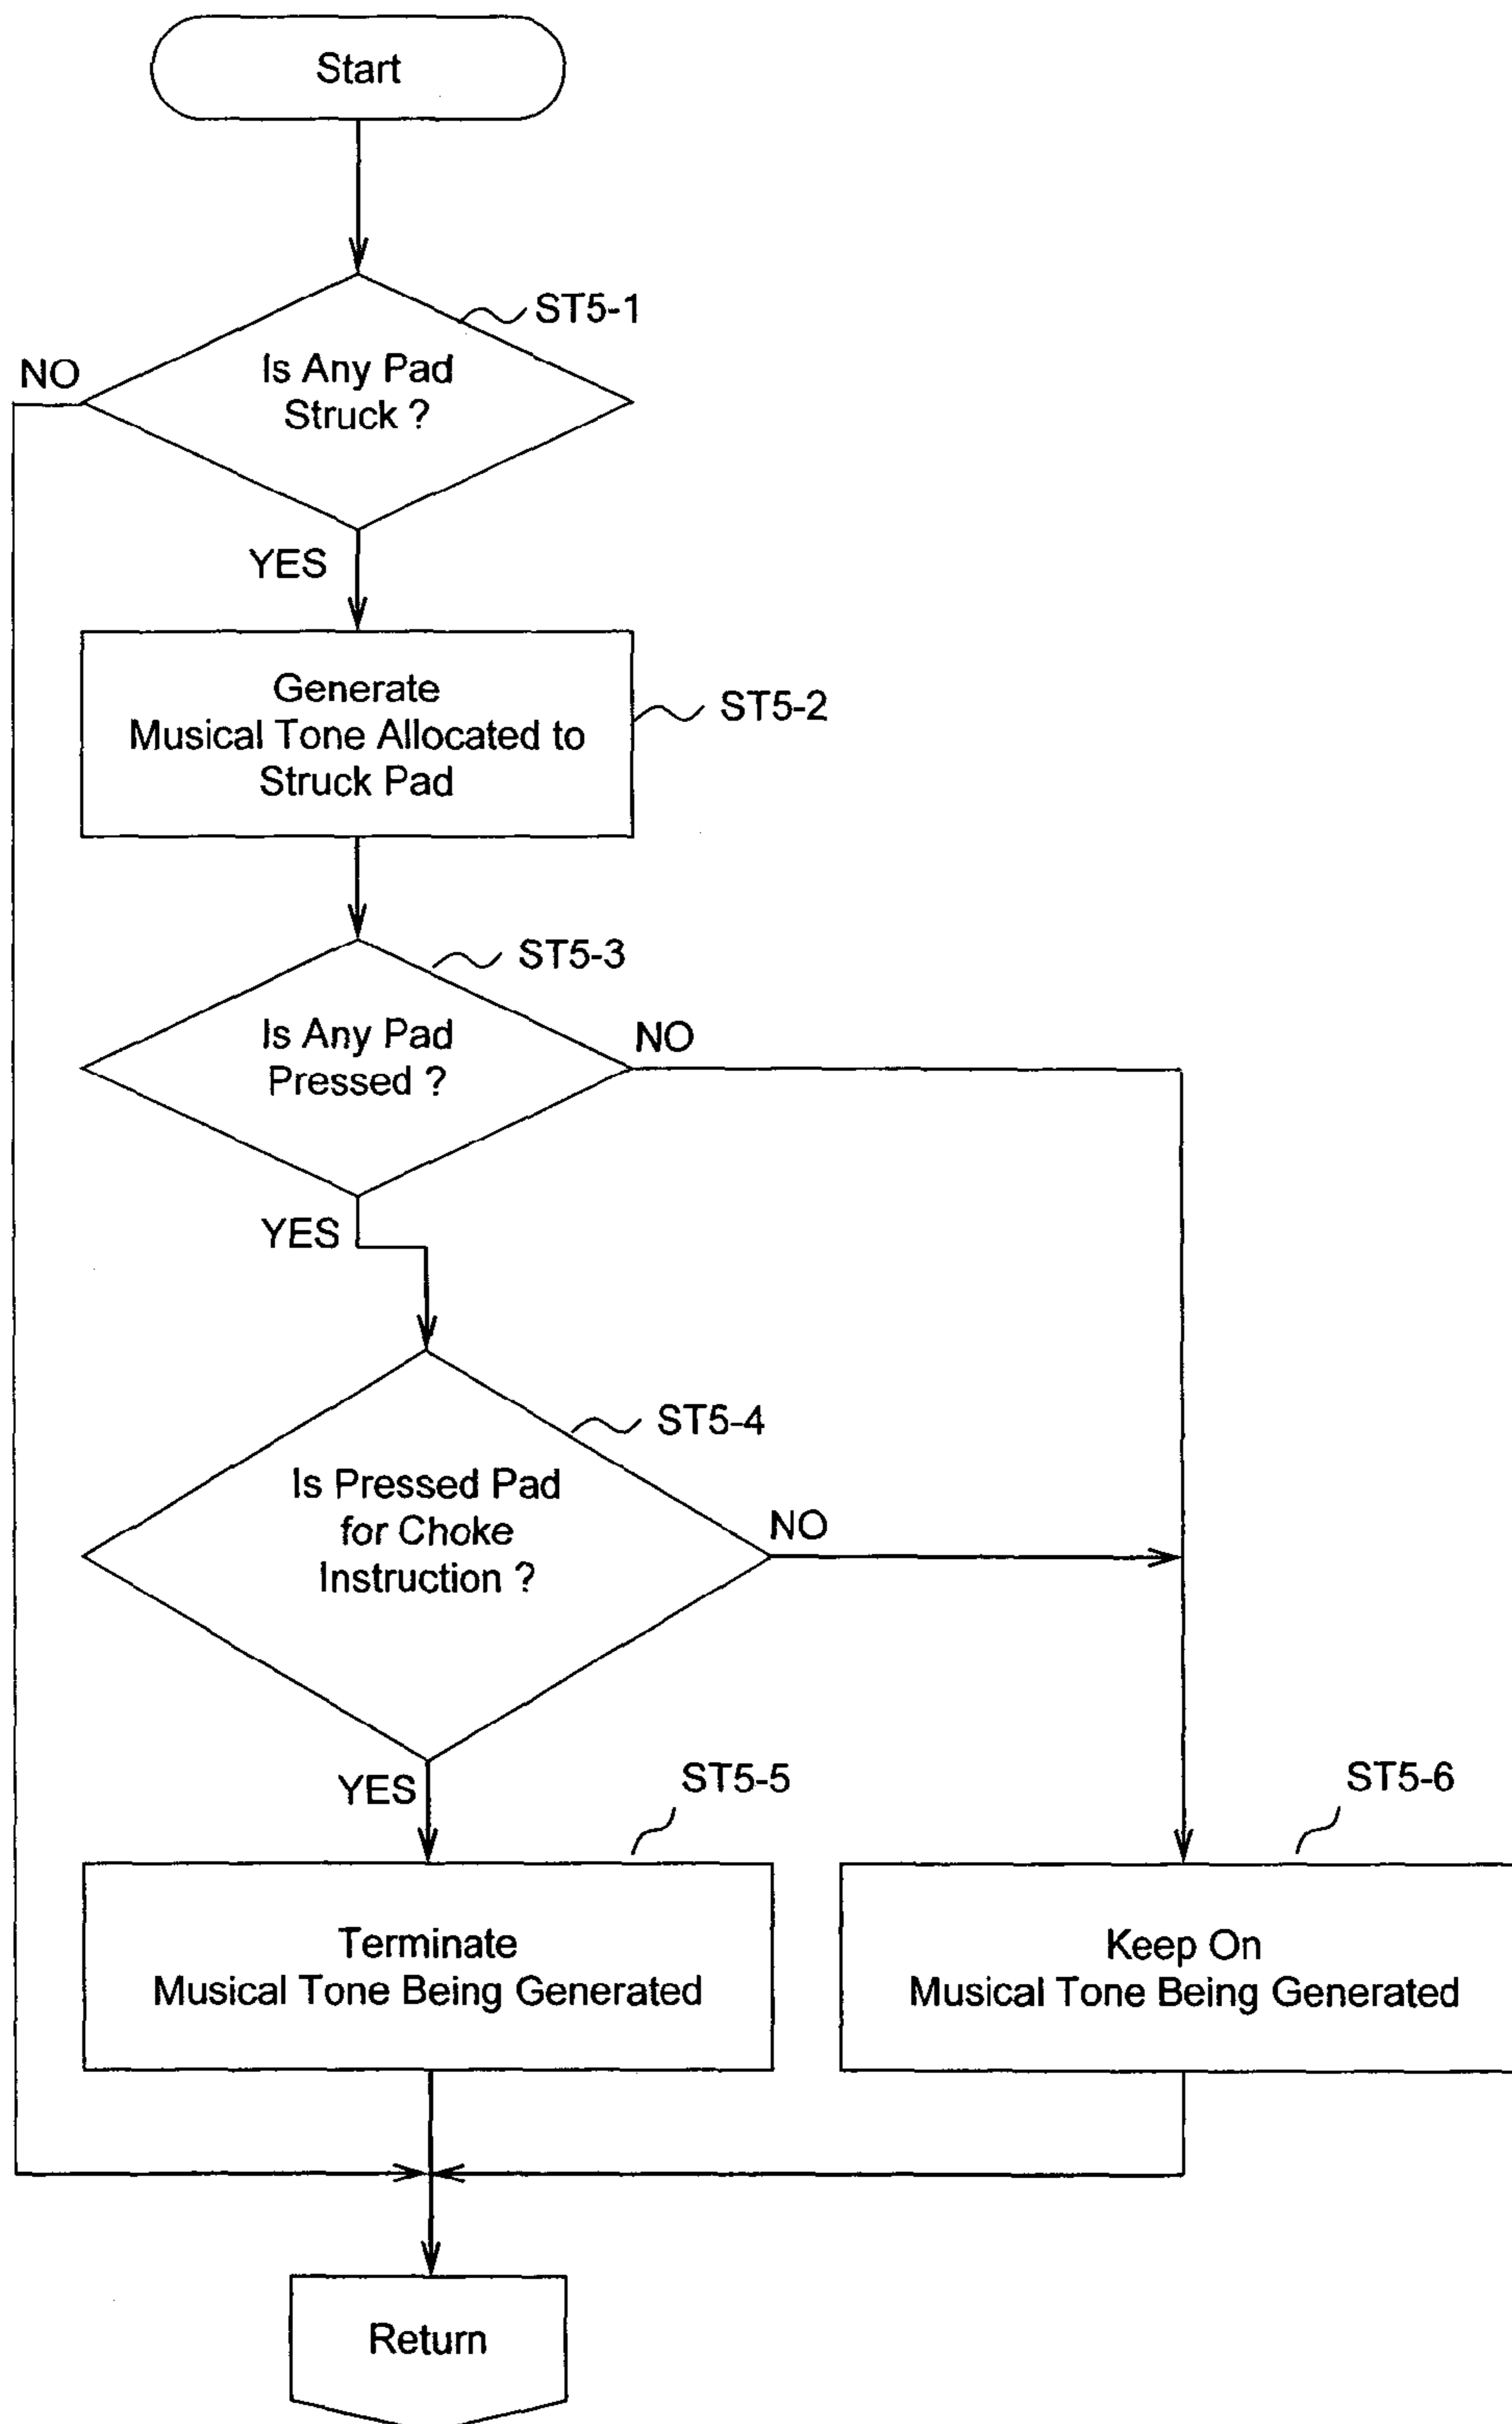 Start
ST5-1
Is Any Pad
Struck ?
NO
YES
Generate
Musical Tone Allocated to
Struck Pad
ST5-2
ST5-3
Is Any Pad
Pressed ?
NO
YES
ST5-4
Is Pressed Pad
for Choke
Instruction ?
NO
YES
ST5-5
ST5-6
Terminate
Musical Tone Being Generated
Keep On
Musical Tone Being Generated
Return